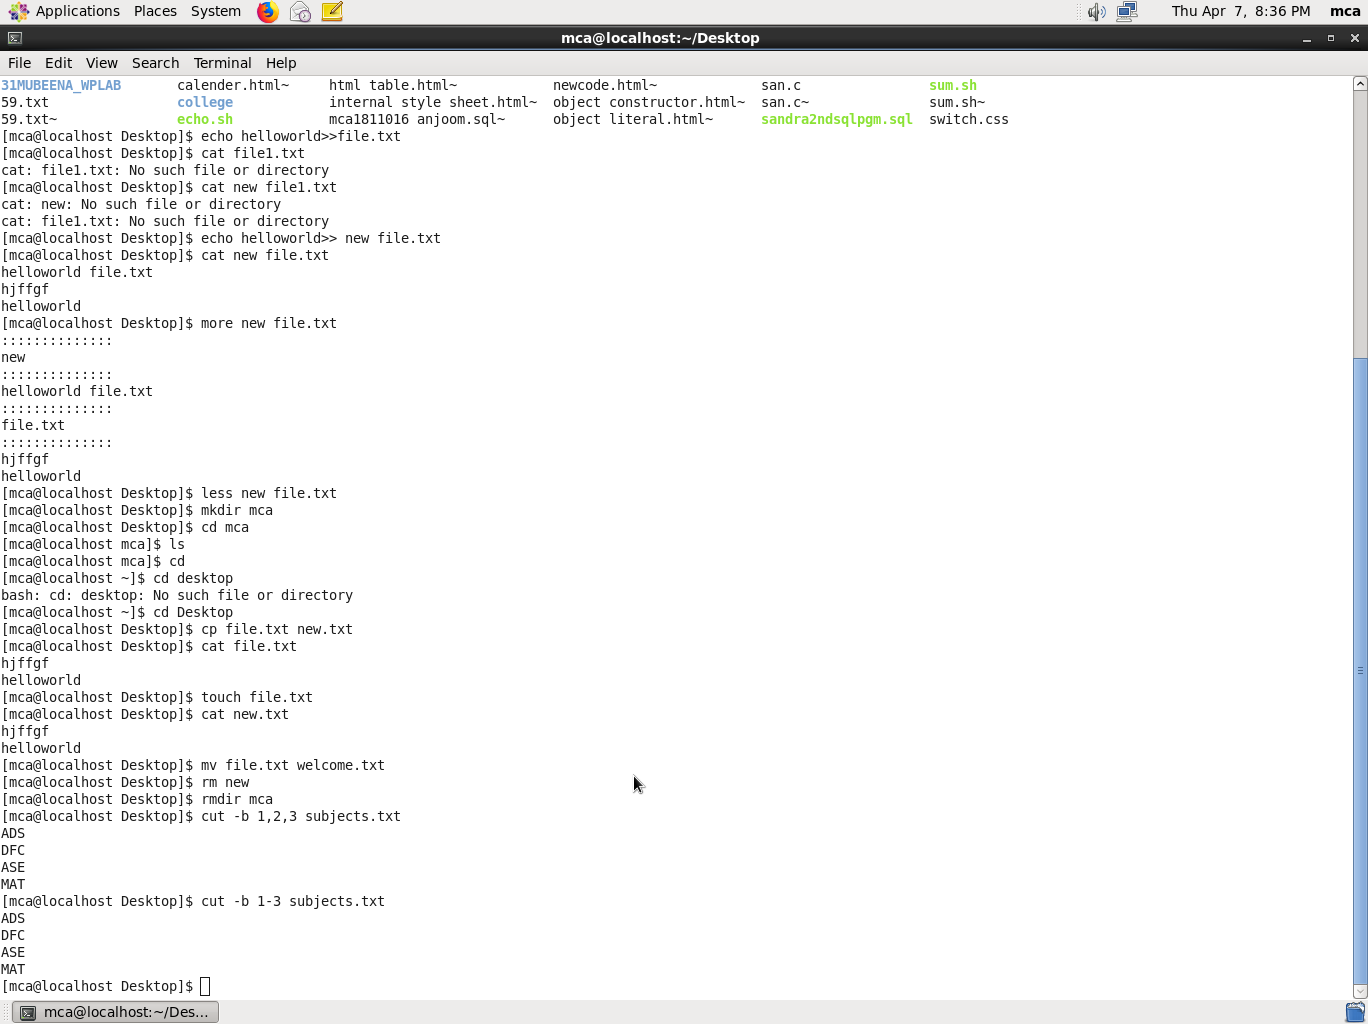 Applications Places System Thu Apr 7, 8:36 PM mca
mca@localhost:~/Desktop
File Edit View Search Terminal Help
31MUBEENA_WPLAB calender.html~ html table.html~ newcode.html~ san.c sum.sh
59.txt college internal style sheet.html~ object constructor.html~ san.c~ sum.sh~
59.txt~ echo.sh mca1811016 anjoom.sql~ object literal.html~ sandra2ndsqlpgm.sql switch.css
[mca@localhost Desktop]$ echo helloworld>>file.txt
[mca@localhost Desktop]$ cat file1.txt
cat: file1.txt: No such file or directory
[mca@localhost Desktop]$ cat new file1.txt
cat: new: No such file or directory
cat: file1.txt: No such file or directory
[mca@localhost Desktop]$ echo helloworld>> new file.txt
[mca@localhost Desktop]$ cat new file.txt
helloworld file.txt
hjffgf
helloworld
[mca@localhost Desktop]$ more new file.txt
::::::::::::::
new
::::::::::::::
helloworld file.txt
::::::::::::::
file.txt
::::::::::::::
hjffgf
helloworld
[mca@localhost Desktop]$ less new file.txt
[mca@localhost Desktop]$ mkdir mca
[mca@localhost Desktop]$ cd mca
[mca@localhost mca]$ ls
[mca@localhost mca]$ cd
[mca@localhost ~]$ cd desktop
bash: cd: desktop: No such file or directory
[mca@localhost ~]$ cd Desktop
[mca@localhost Desktop]$ cp file.txt new.txt
[mca@localhost Desktop]$ cat file.txt
hjffgf
helloworld
[mca@localhost Desktop]$ touch file.txt
[mca@localhost Desktop]$ cat new.txt
hjffgf
helloworld
[mca@localhost Desktop]$ mv file.txt welcome.txt
[mca@localhost Desktop]$ rm new
[mca@localhost Desktop]$ rmdir mca
[mca@localhost Desktop]$ cut -b 1,2,3 subjects.txt
ADS
DFC
ASE
MAT
[mca@localhost Desktop]$ cut -b 1-3 subjects.txt
ADS
DFC
ASE
MAT
[mca@localhost Desktop]$
mca@localhost:~/Des...